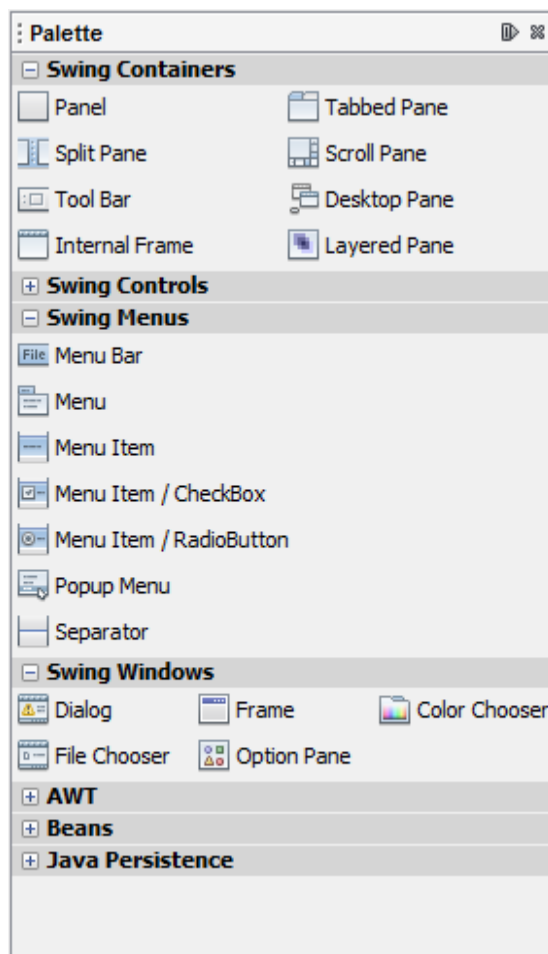 Palette
Swing Containers
Panel Tabbed Pane
Split Pane Scroll Pane
Tool Bar Desktop Pane
Internal Frame Layered Pane
Swing Controls
Swing Menus
File Menu Bar
Menu
Menu Item
Menu Item / CheckBox
Menu Item / RadioButton
Popup Menu
Separator
Swing Windows
Dialog Frame Color Chooser
File Chooser Option Pane
AWT
Beans
Java Persistence